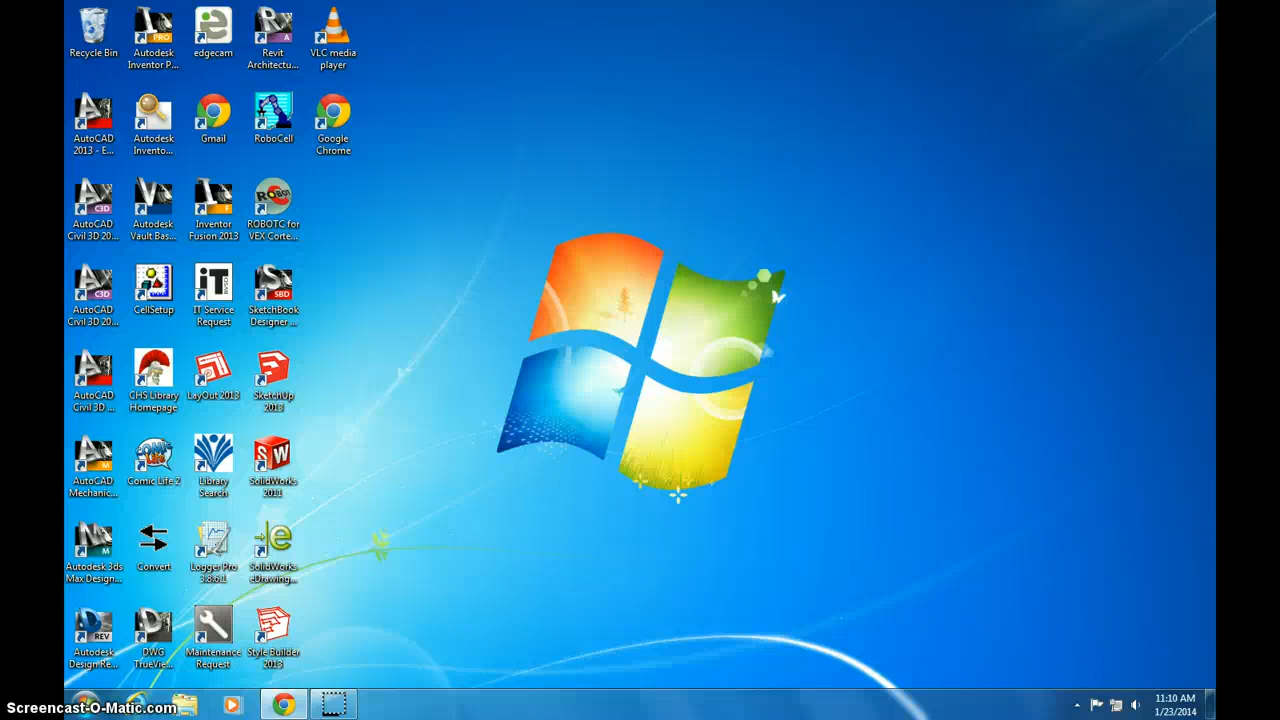 Recycle Bin
Autodesk
Inventor P...
edgecam
Revit
Architectu...
VLC media
player
AutoCAD
2013 - E...
Autodesk
Invento...
Gmail
RoboCell
Google
Chrome
AutoCAD
Civil 3D 20...
Autodesk
Vault Bas...
Inventor
Fusion 2013
ROBOTC for
VEX Corte...
AutoCAD
Civil 3D 20...
CellSetup
IT Service
Request
SketchBook
Designer ...
AutoCAD
Civil 3D ...
CHS Library
Homepage
LayOut 2013
SketchUp
2013
AutoCAD
Mechanic...
Comic Life 2
Library
Search
SolidWorks
2011
Autodesk 3ds
Max Design...
Convert
Logger Pro
3.8.6.1
SolidWorks
eDrawing...
Autodesk
Design Re...
DWG
TrueVie...
Maintenance
Request
Style Builder
2013
Screencast-O-Matic.com
11:10 AM
1/23/2014